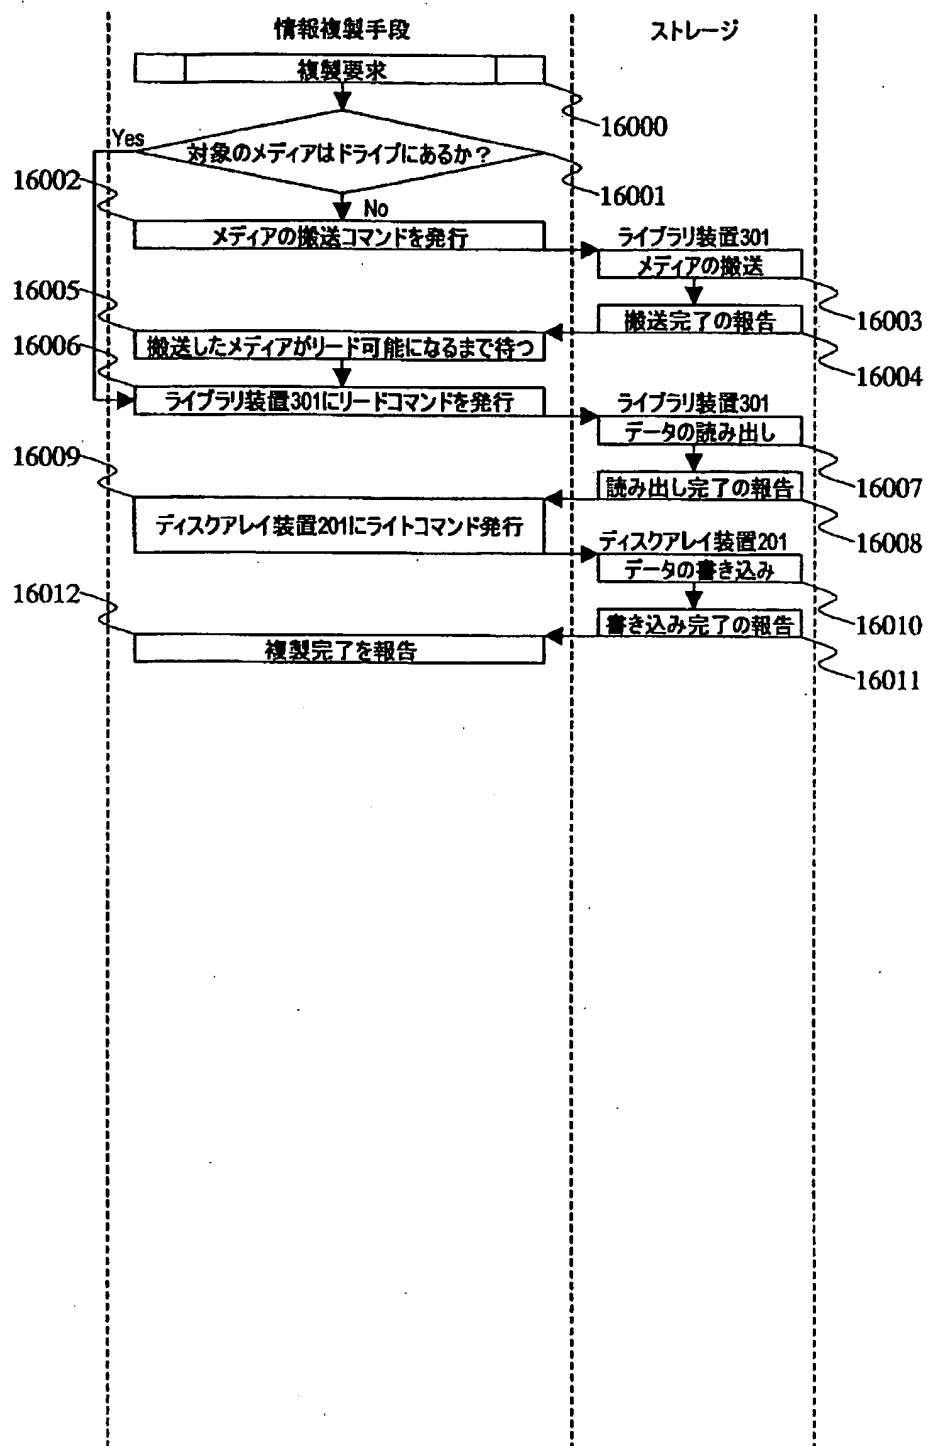 情報複製手段
ストレージ
複製要求
16000
Yes
対象のメディアはドライブにあるか？
16001
16002
No
メディアの搬送コマンドを発行
ライブラリ装置301
メディアの搬送
16003
16005
搬送完了の報告
16004
16006
搬送したメディアがリード可能になるまで待つ
ライブラリ装置301にリードコマンドを発行
ライブラリ装置301
データの読み出し
16007
16009
読み出し完了の報告
16008
ディスクアレイ装置201にライトコマンド発行
ディスクアレイ装置201
データの書き込み
16010
16012
書き込み完了の報告
16011
複製完了を報告